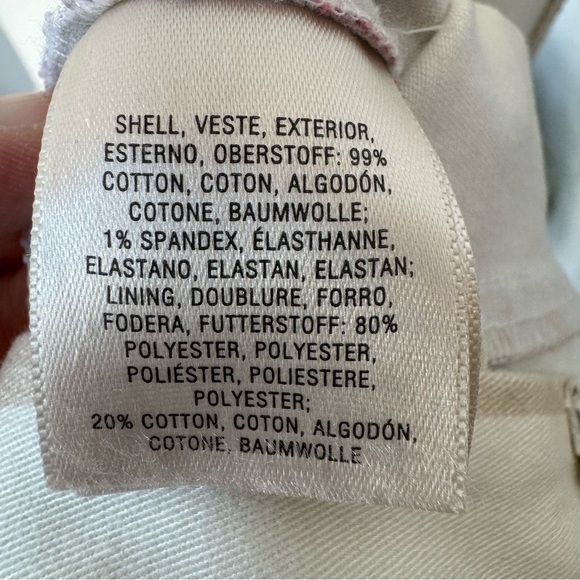 SHELL, VESTE, EXTERIOR,
ESTERNO, OBERSTOFF: 99%
COTTON, COTON, ALGODÓN,
COTONE, BAUMWOLLE;
1% SPANDEX, ÉLASTHANNE,
ELASTANO, ELASTAN, ELASTAN;
LINING, DOUBLURE, FORRO,
FODERA, FUTTERSTOFF: 80%
POLYESTER, POLYESTER,
POLIÉSTER, POLIESTERE,
POLYESTER;
20% COTTON, COTON, ALGODÓN,
COTONE, BAUMWOLLE